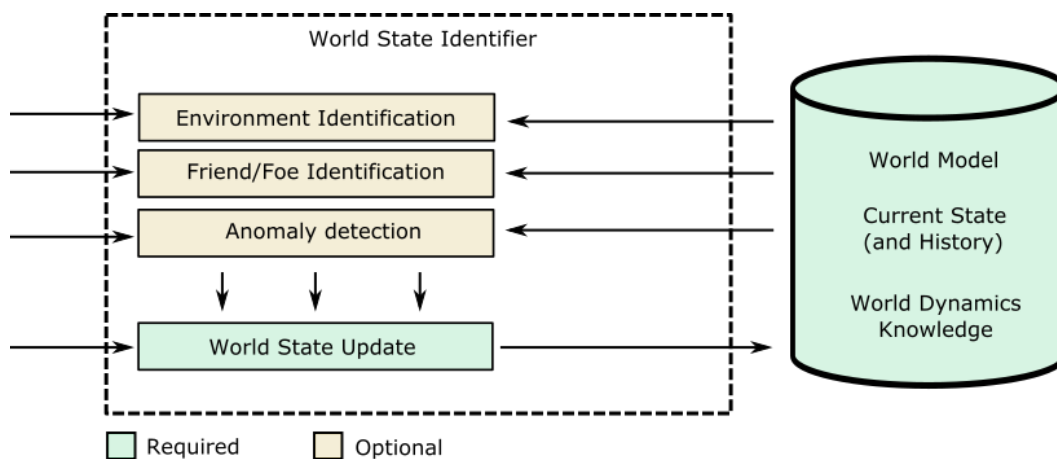 World State Identifier
Environment Identification
Friend/Foe Identification
Anomaly detection
World State Update
World Model
Current State
(and History)
World Dynamics
Knowledge
Required
Optional